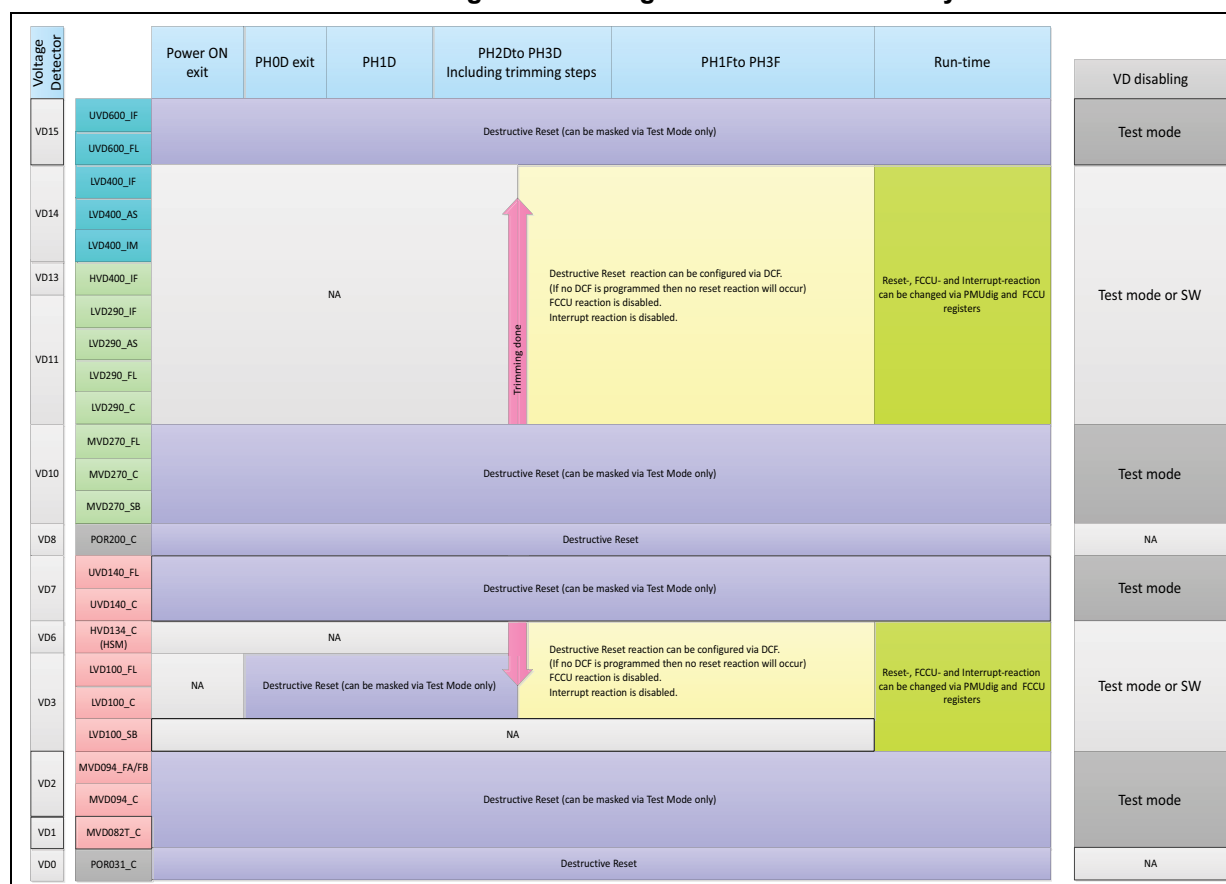 Voltage
Detector
Power ON
exit
PH0D exit
PH1D
PH2Dto PH3D
Including trimming steps
PH1Fto PH3F
Run-time
VD disabling
VD15
UVD600_IF
UVD600_FL
Destructive Reset (can be masked via Test Mode only)
Test mode
VD14
LVD400_IF
LVD400_AS
LVD400_IM
VD13
HVD400_IF
VD11
LVD290_IF
LVD290_AS
LVD290_FL
LVD290_C
NA
Trimming done
Destructive Reset reaction can be configured via DCF.
(If no DCF is programmed then no reset reaction will occur)
FCCU reaction is disabled.
Interrupt reaction is disabled.
Reset-, FCCU- and Interrupt-reaction
can be changed via PMUdig and FCCU
registers
Test mode or SW
VD10
MVD270_FL
MVD270_C
MVD270_SB
Destructive Reset (can be masked via Test Mode only)
Test mode
VD8
POR200_C
Destructive Reset
NA
VD7
UVD140_FL
UVD140_C
Destructive Reset (can be masked via Test Mode only)
Test mode
VD6
HVD134_C
(HSM)
NA
VD3
LVD100_FL
LVD100_C
LVD100_SB
NA
Destructive Reset (can be masked via Test Mode only)
Destructive Reset reaction can be configured via DCF.
(If no DCF is programmed then no reset reaction will occur)
FCCU reaction is disabled.
Interrupt reaction is disabled.
Reset-, FCCU- and Interrupt-reaction
can be changed via PMUdig and FCCU
registers
Test mode or SW
NA
VD2
MVD094_FA/FB
MVD094_C
VD1
MVD082T_C
Destructive Reset (can be masked via Test Mode only)
Test mode
VD0
POR031_C
Destructive Reset
NA